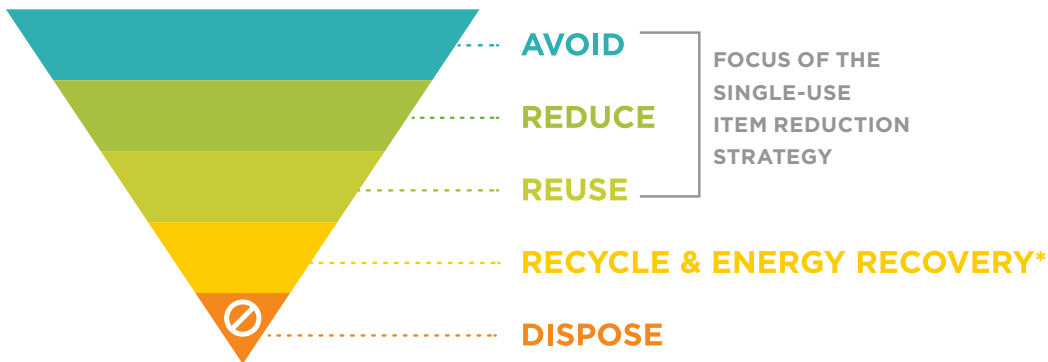 AVOID
REDUCE
REUSE
FOCUS OF THE
SINGLE-USE
ITEM REDUCTION
STRATEGY
RECYCLE & ENERGY RECOVERY*
DISPOSE